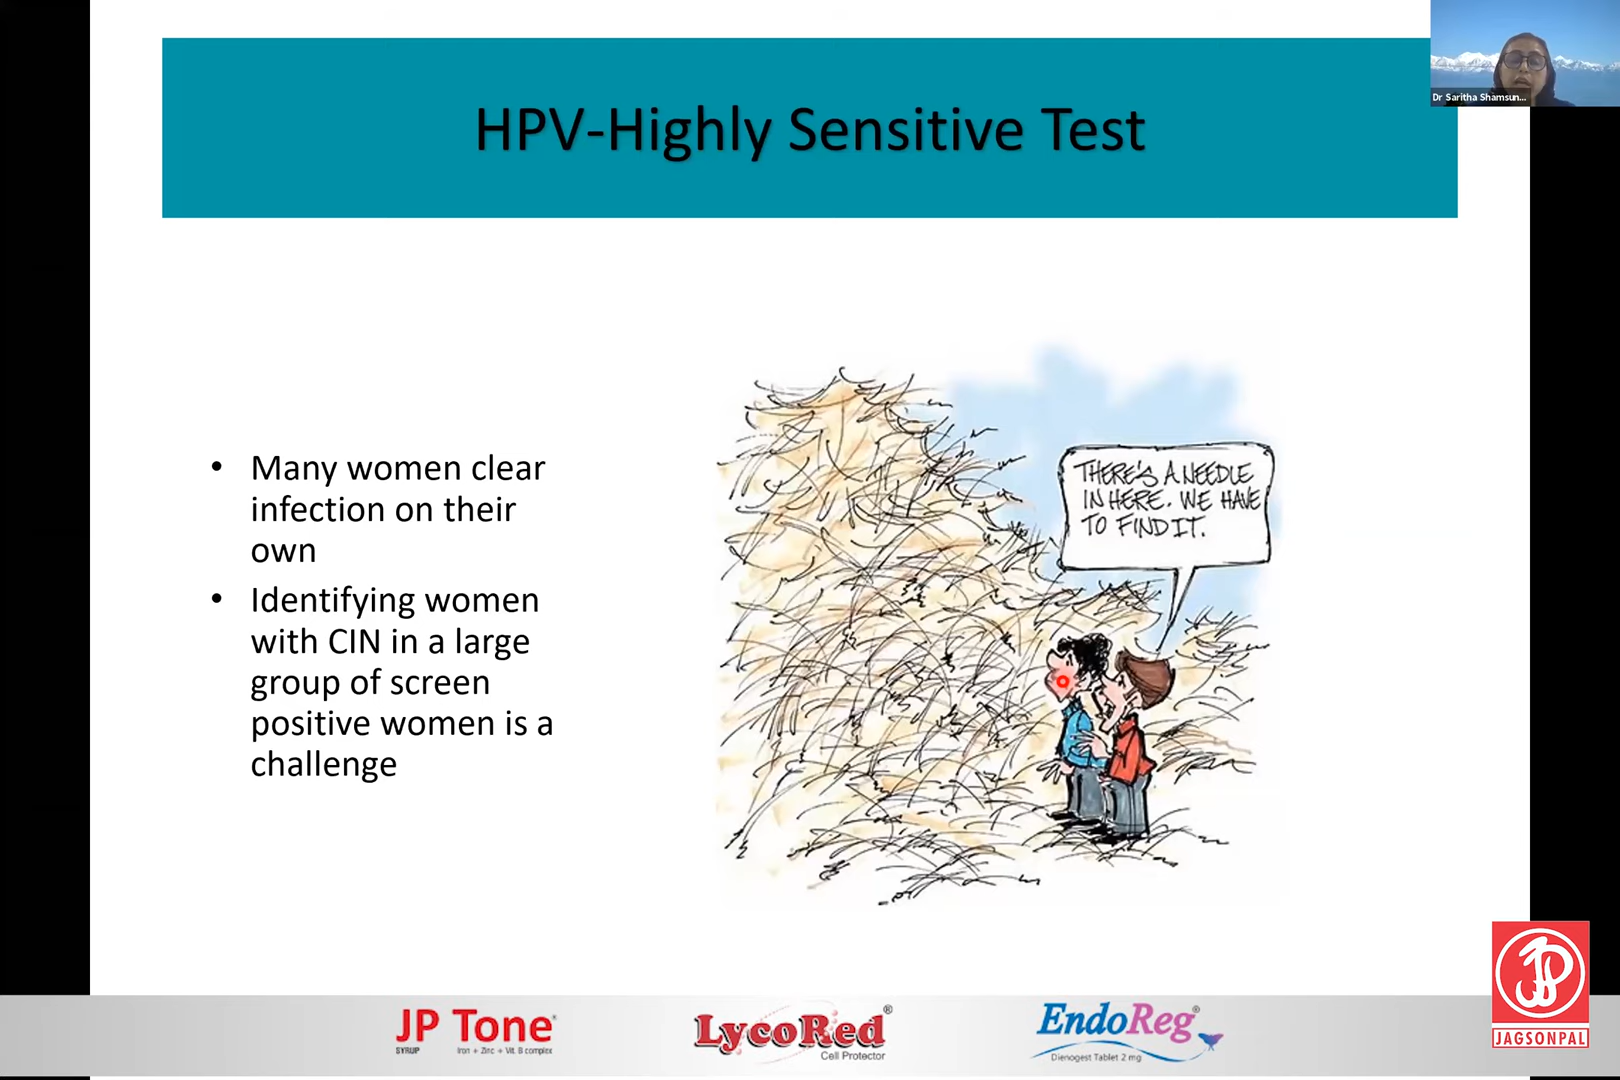 HPV-Highly Sensitive Test
Dr Saritha Shamsun...
• Many women clear
infection on their
own
• Identifying women
with CIN in a large
group of screen
positive women is a
challenge
THERE'S A NEEDLE
IN HERE. WE HAVE
TO FIND IT.
JP Tone
SYRUP Iron + Zinc + Vit. B complex
LycoRed®
Cell Protector
EndoReg®
Dienogest Tablet 2 mg
JAGSONPAL